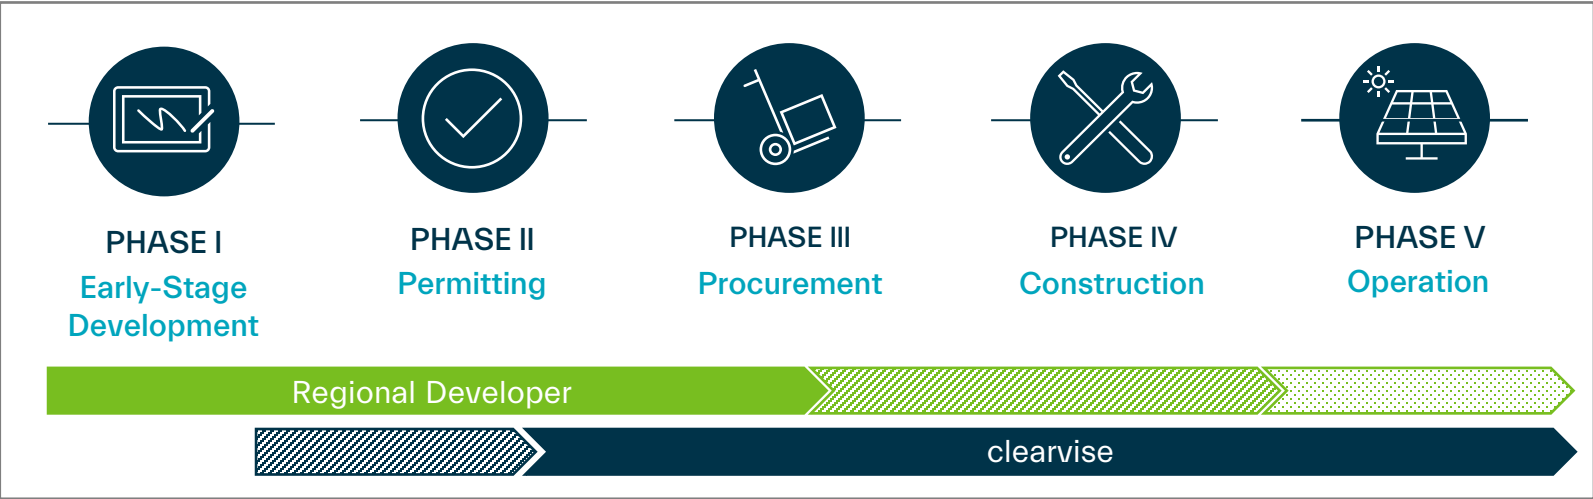 PHASE I
Early-Stage
Development
PHASE II
Permitting
PHASE III
Procurement
PHASE IV
Construction
PHASE V
Operation
Regional Developer
clearvise